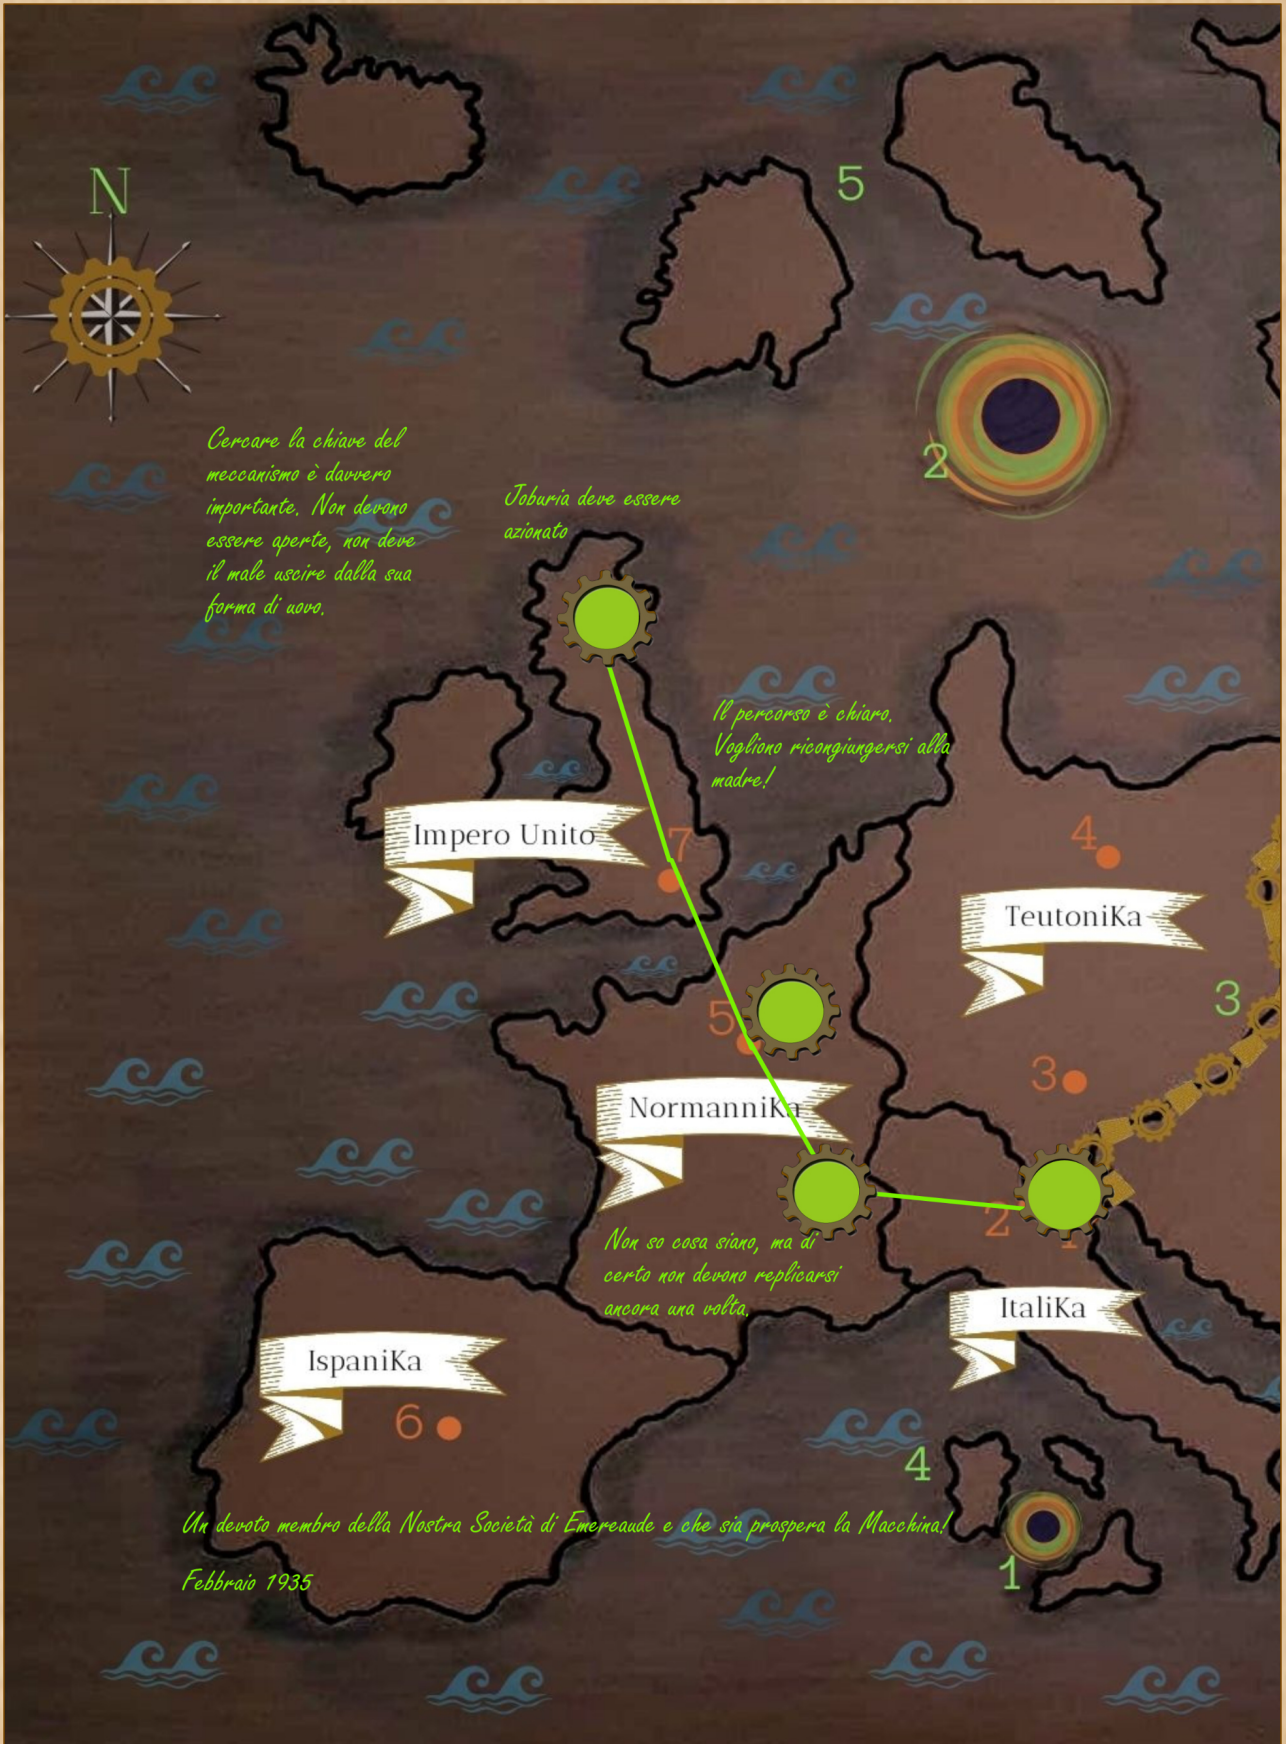 5
N
2
Cercare la chiave del
meccanismo è davvero
importante. Non devono
essere aperte, non deve
il male uscire dalla sua
forma di uovo.
Joburia deve essere
azionato
Il percorso è chiaro.
Vogliono ricongiungersi alla
madre!
Impero Unito
7
4
TeutoniKa
3
5
3
NormanniKa
2
1
Non so cosa siano, ma di
certo non devono replicarsi
ancora una volta.
ItaliKa
IspaniKa
6
4
Un devoto membro della Nostra Società di Emereaude e che sia prospera la Macchina!
1
Febbraio 1935